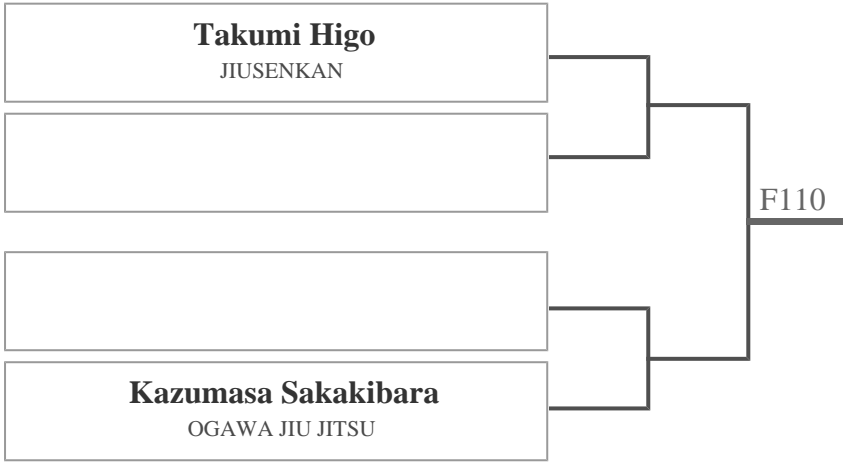 Takumi Higo
JIUSENKAN
F110
Kazumasa Sakakibara
OGAWA JIU JITSU